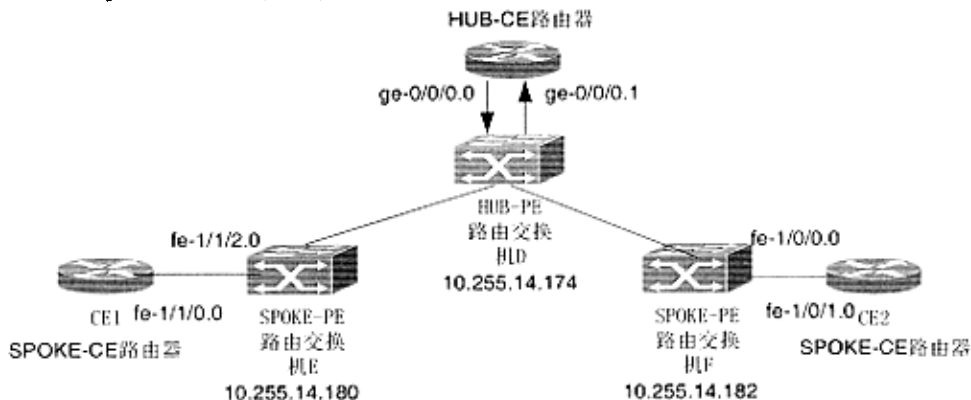 HUB-CE路由器
ge-0/0/0.0
ge-0/0/0.1
HUB-PE
路由交换
机D
10.255.14.174
fe-1/1/2.0
fe-1/0/0.0
CE1
fe-1/1/0.0
SPOKE-CE路由器
SPOKE-PE
路由交换
机E
10.255.14.180
SPOKE-PE
路由交换
机F
10.255.14.182
fe-1/0/1.0
CE2
SPOKE-CE路由器